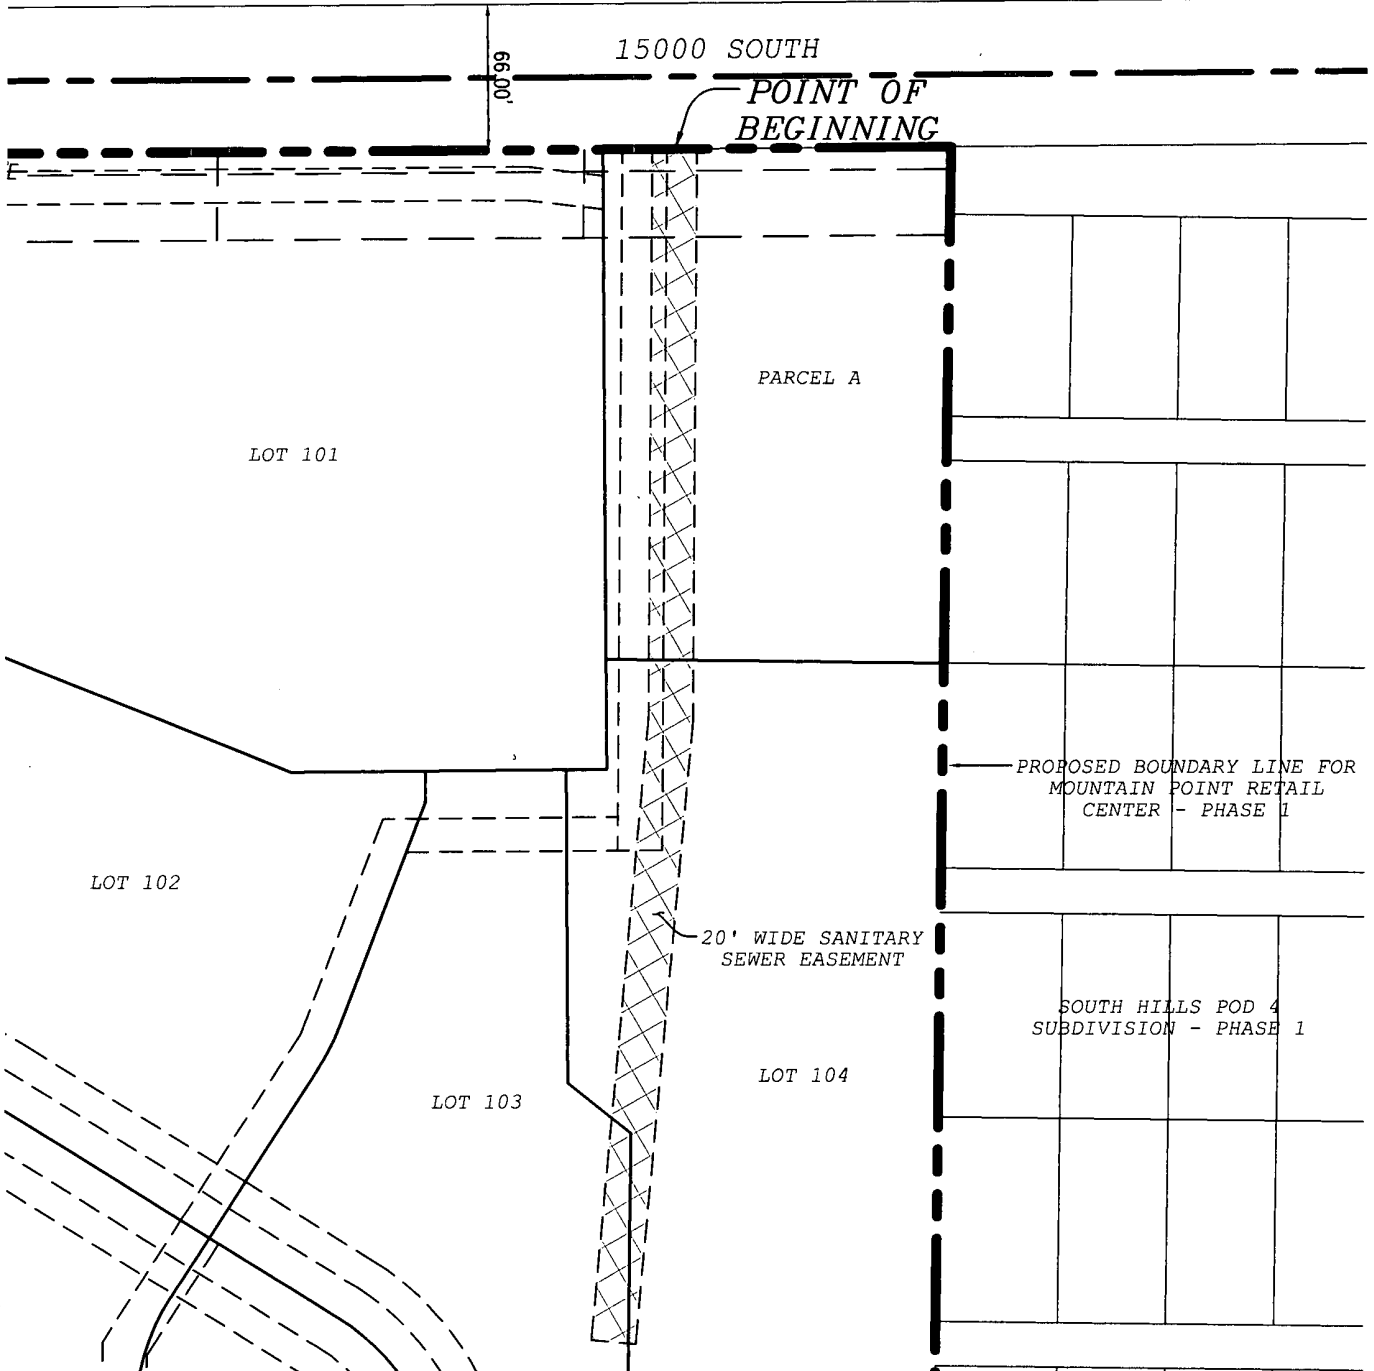 15000 SOUTH
66.00'
POINT OF
BEGINNING
E
PARCEL A
LOT 101
PROPOSED BOUNDARY LINE FOR
MOUNTAIN POINT RETAIL
CENTER - PHASE 1
LOT 102
20' WIDE SANITARY
SEWER EASEMENT
SOUTH HILLS POD 4
SUBDIVISION - PHASE 1
LOT 104
LOT 103